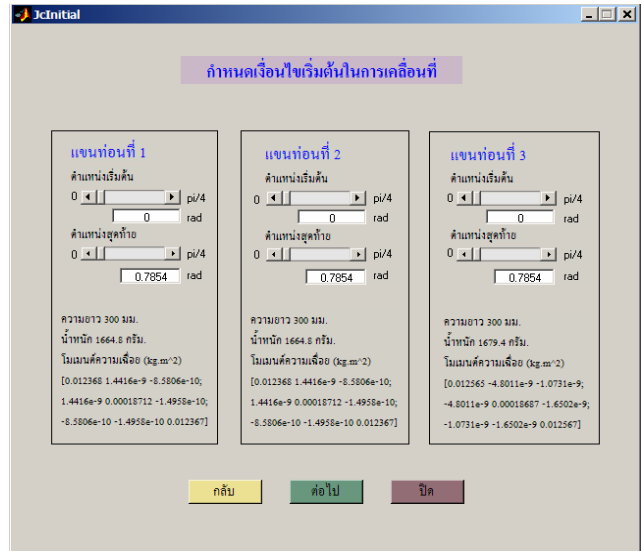 JcInitial
กำหนดเงื่อนไขเริ่มต้นในการเคลื่อนที่
แขนท่อนที่ 1
ตำแหน่งเริ่มต้น
0 pi/4
0 rad
ตำแหน่งสุดท้าย
0 pi/4
0.7854 rad
ความยาว 300 มม.
น้ำหนัก 1664.8 กรัม.
โมเมนต์ความเฉื่อย (kg.m^2)
[0.012368 1.4416e-9 -8.5806e-10;
1.4416e-9 0.00018712 -1.4958e-10;
-8.5806e-10 -1.4958e-10 0.012367]
แขนท่อนที่ 2
ตำแหน่งเริ่มต้น
0 pi/4
0 rad
ตำแหน่งสุดท้าย
0 pi/4
0.7854 rad
ความยาว 300 มม.
น้ำหนัก 1664.8 กรัม.
โมเมนต์ความเฉื่อย (kg.m^2)
[0.012368 1.4416e-9 -8.5806e-10;
1.4416e-9 0.00018712 -1.4958e-10;
-8.5806e-10 -1.4958e-10 0.012367]
แขนท่อนที่ 3
ตำแหน่งเริ่มต้น
0 pi/4
0 rad
ตำแหน่งสุดท้าย
0 pi/4
0.7854 rad
ความยาว 300 มม.
น้ำหนัก 1679.4 กรัม.
โมเมนต์ความเฉื่อย (kg.m^2)
[0.012565 -4.8011e-9 -1.0731e-9;
-4.8011e-9 0.00018687 -1.6502e-9;
-1.0731e-9 -1.6502e-9 0.012567]
กลับ
ต่อไป
ปิด